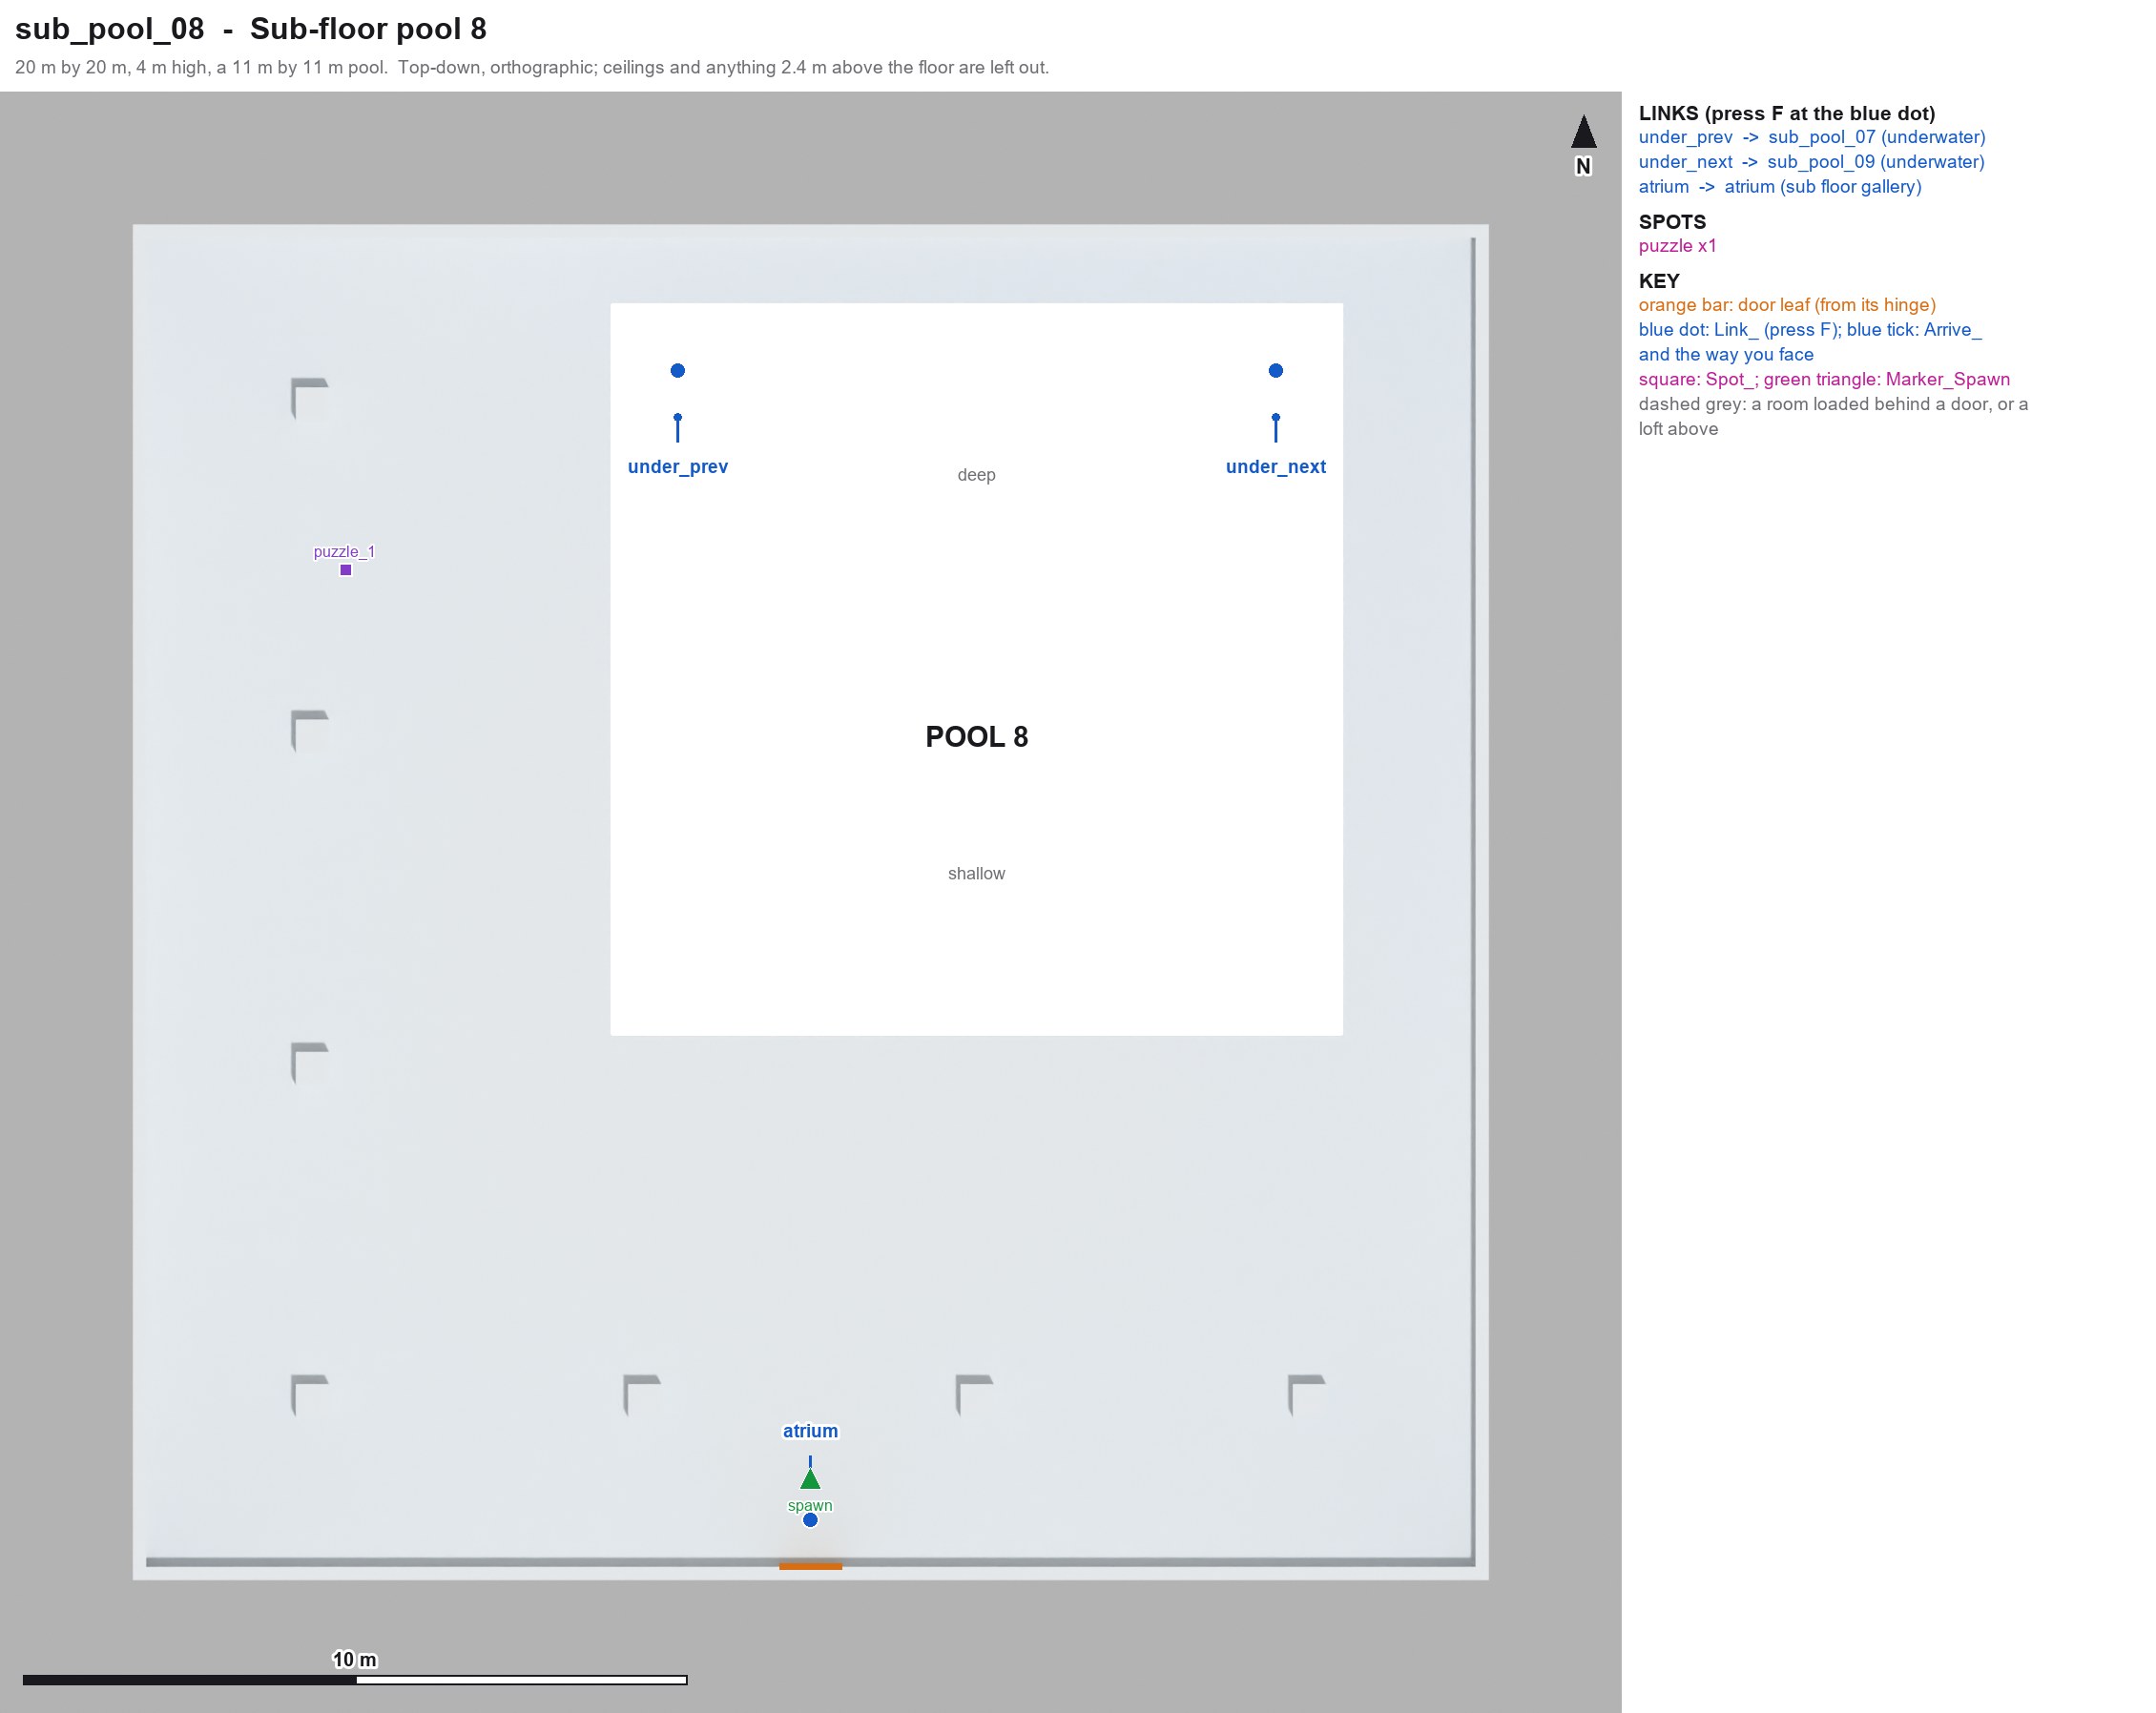 sub_pool_08  -  Sub-floor pool 8
20 m by 20 m, 4 m high, a 11 m by 11 m pool.  Top-down, orthographic; ceilings and anything 2.4 m above the floor are left out.
N
LINKS (press F at the blue dot)
under_prev  ->  sub_pool_07 (underwater)
under_next  ->  sub_pool_09 (underwater)
atrium  ->  atrium (sub floor gallery)
SPOTS
puzzle x1
KEY
orange bar: door leaf (from its hinge)
blue dot: Link_ (press F); blue tick: Arrive_
and the way you face
square: Spot_; green triangle: Marker_Spawn
dashed grey: a room loaded behind a door, or a
loft above
under_prev
under_next
deep
puzzle_1
POOL 8
shallow
atrium
spawn
10 m